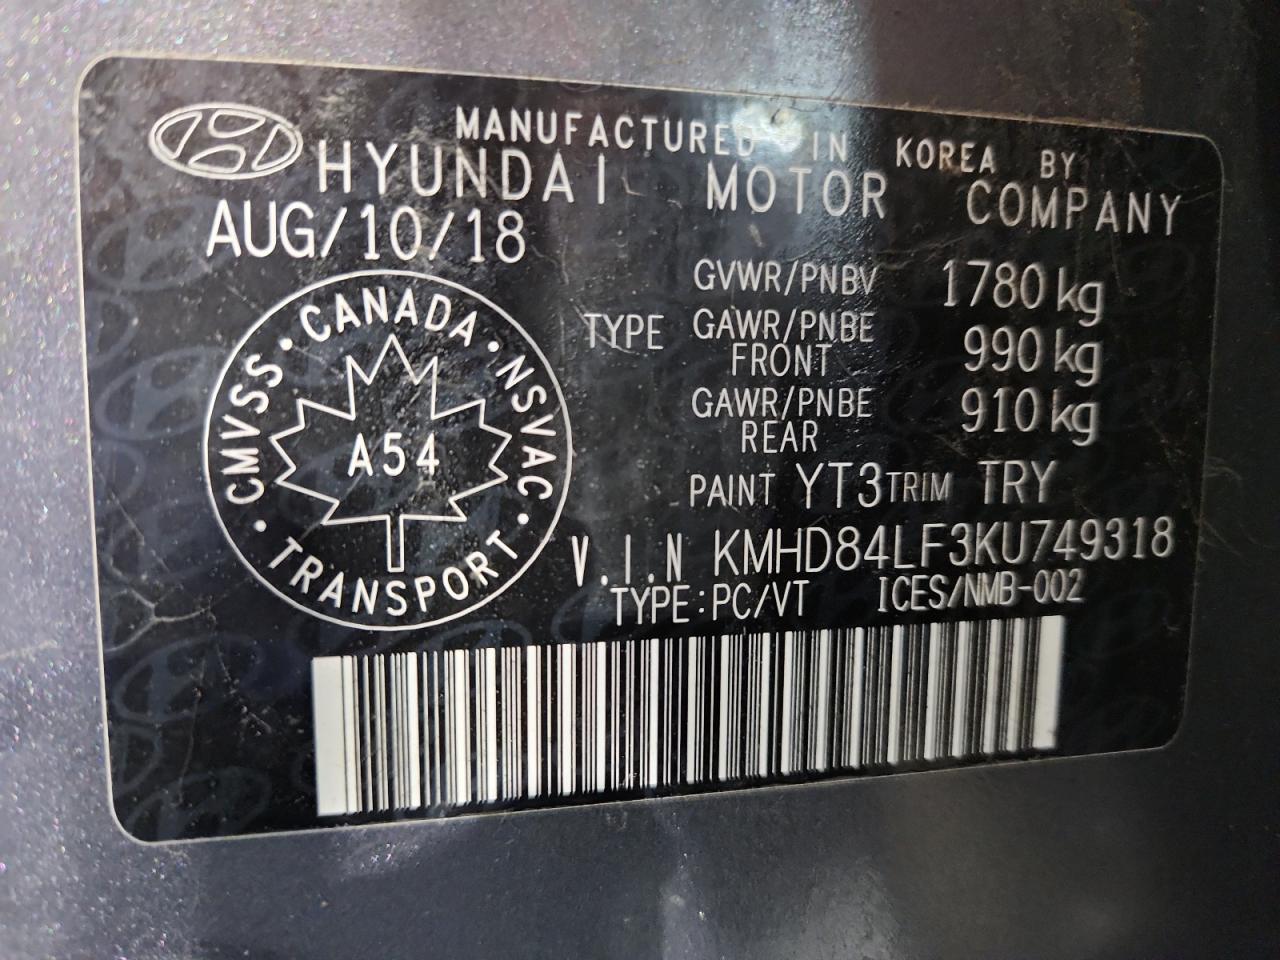 MANUFACTURED IN KOREA BY
HYUNDAI MOTOR COMPANY
AUG/10/18
GVWR/PNBV 1780 kg
TYPE GAWR/PNBE FRONT 990 kg
GAWR/PNBE REAR 910 kg
PAINT YT3 TRIM TRY
V.I.N KMHD84LF3KU749318
TYPE:PC/VT ICES/NMB-002
CMVSS · CANADA · NSVAC · TRANSPORT ·
A54